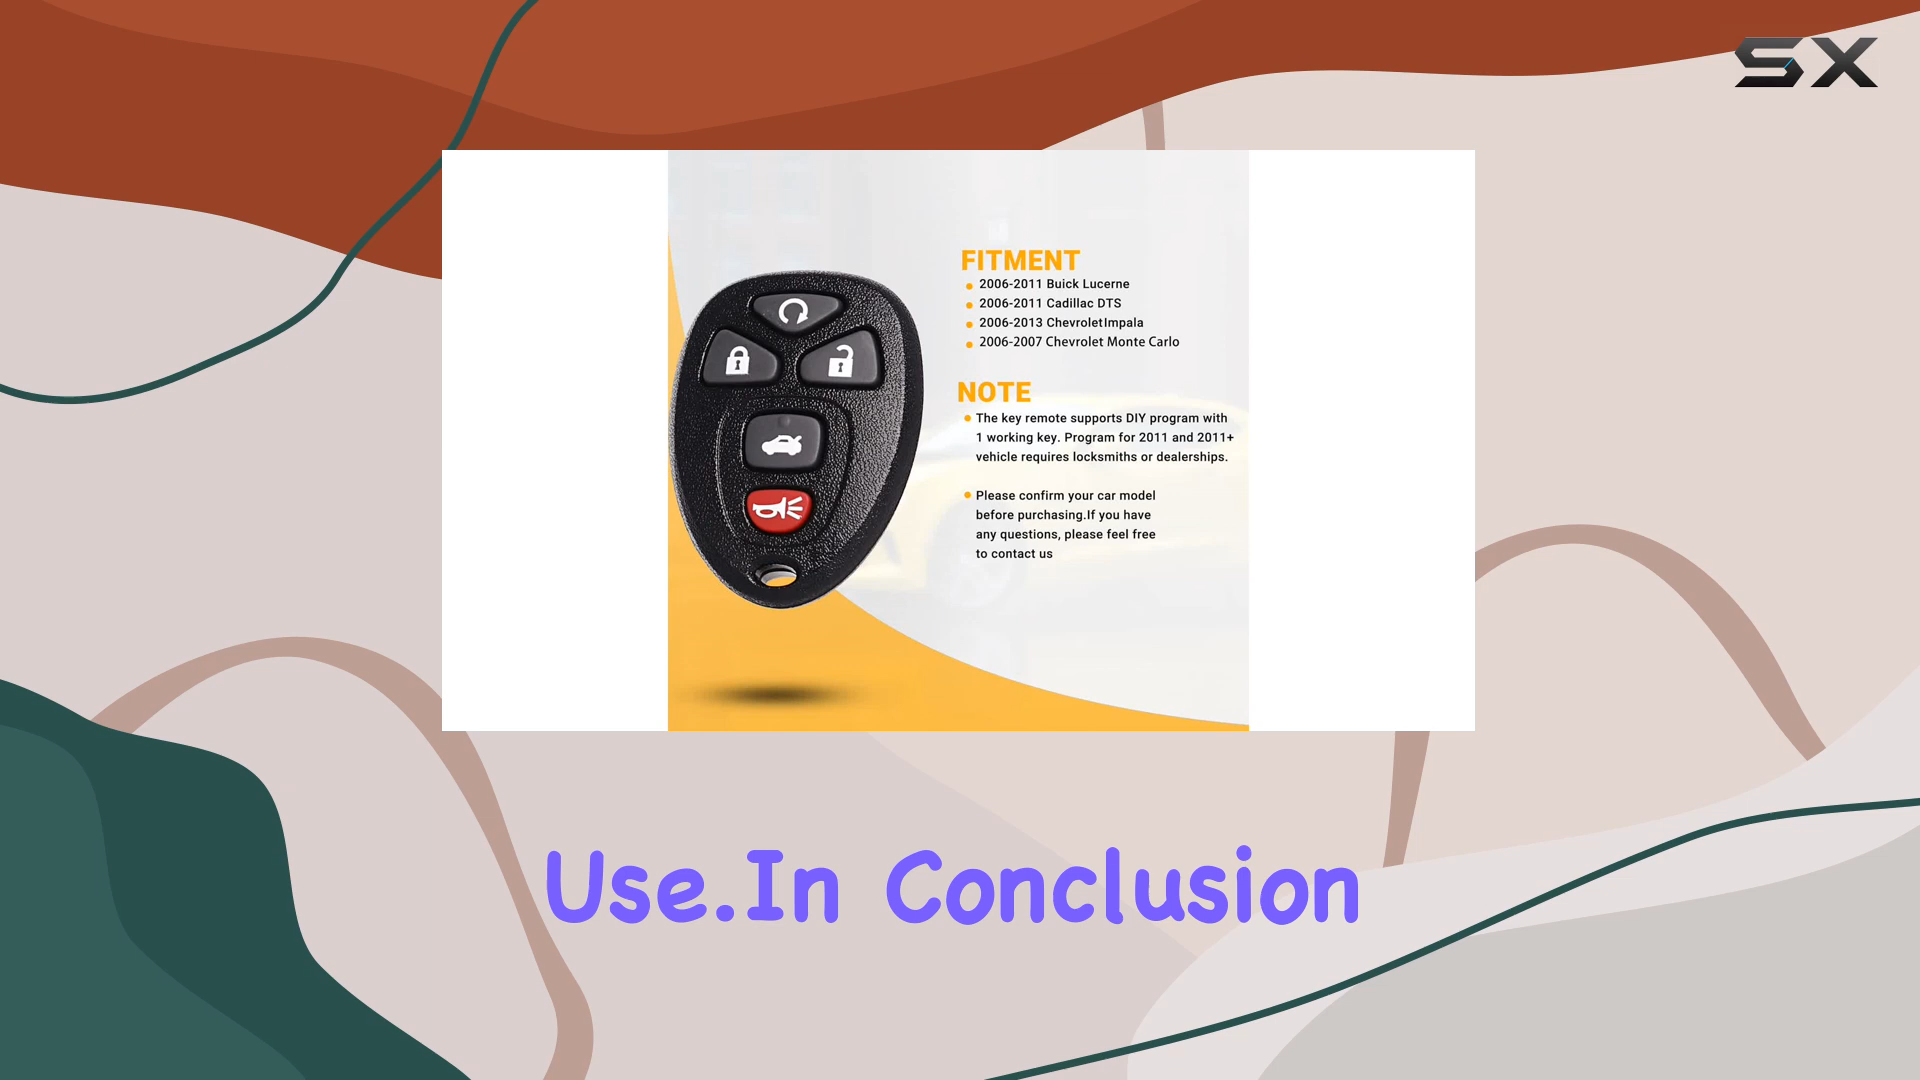 SX
FITMENT
2006-2011 Buick Lucerne
2006-2011 Cadillac DTS
2006-2013 ChevroletImpala
2006-2007 Chevrolet Monte Carlo
NOTE
The key remote supports DIY program with
1 working key. Program for 2011 and 2011+
vehicle requires locksmiths or dealerships.
Please confirm your car model
before purchasing.If you have
any questions, please feel free
to contact us
Use.In Conclusion